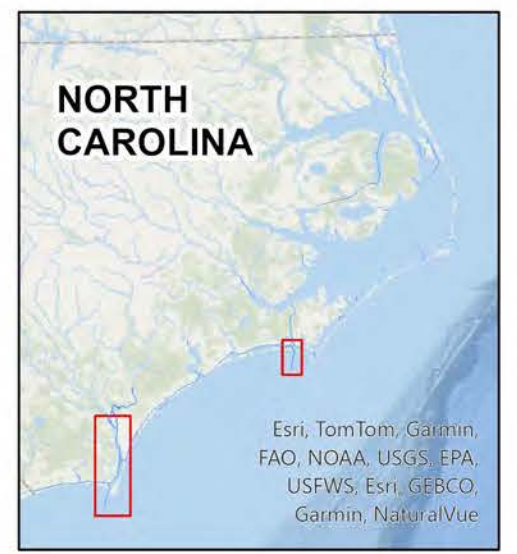 NORTH
CAROLINA
Esri, TomTom, Garmin,
FAO, NOAA, USGS, EPA,
USFWS, Esri, GEBCO,
Garmin, NaturalVue